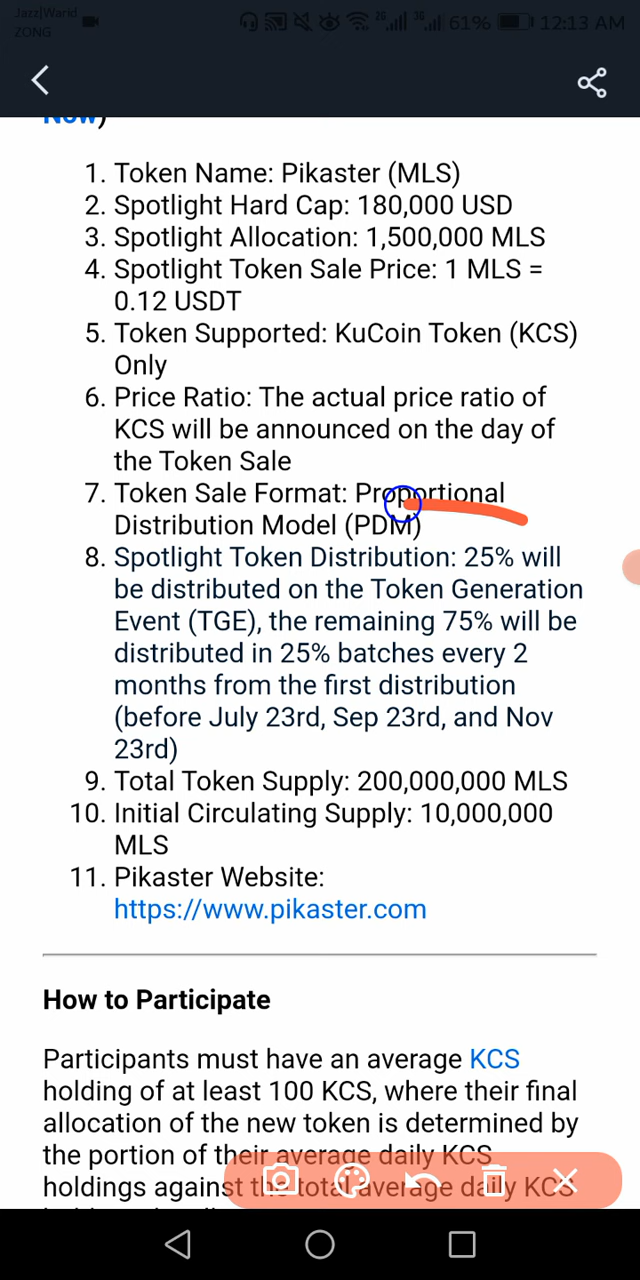 Jazz|Warid
ZONG
2G 3G 61% 12:13 AM
Now)
1. Token Name: Pikaster (MLS)
2. Spotlight Hard Cap: 180,000 USD
3. Spotlight Allocation: 1,500,000 MLS
4. Spotlight Token Sale Price: 1 MLS =
0.12 USDT
5. Token Supported: KuCoin Token (KCS)
Only
6. Price Ratio: The actual price ratio of
KCS will be announced on the day of
the Token Sale
7. Token Sale Format: Proportional
Distribution Model (PDM)
8. Spotlight Token Distribution: 25% will
be distributed on the Token Generation
Event (TGE), the remaining 75% will be
distributed in 25% batches every 2
months from the first distribution
(before July 23rd, Sep 23rd, and Nov
23rd)
9. Total Token Supply: 200,000,000 MLS
10. Initial Circulating Supply: 10,000,000
MLS
11. Pikaster Website:
https://www.pikaster.com
How to Participate
Participants must have an average KCS
holding of at least 100 KCS, where their final
allocation of the new token is determined by
the portion of their average daily KCS
holdings against the total average daily KCS